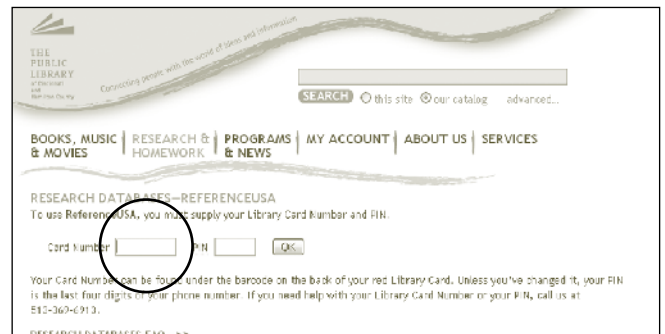 THE
PUBLIC
LIBRARY
Connecting people with the world of ideas and information
SEARCH this site our catalog advanced...
BOOKS, MUSIC & MOVIES
RESEARCH & HOMEWORK
PROGRAMS & NEWS
MY ACCOUNT
ABOUT US
SERVICES
RESEARCH DATABASES—REFERENCEUSA
To use ReferenceUSA, you must supply your Library Card Number and PIN.
Card Number PIN OK
Your Card Number can be found under the barcode on the back of your red Library Card. Unless you've changed it, your PIN
is the last four digits of your phone number. If you need help with your Library Card Number or your PIN, call us at
513-369-6913.
RESEARCH DATABASES FAQ >>